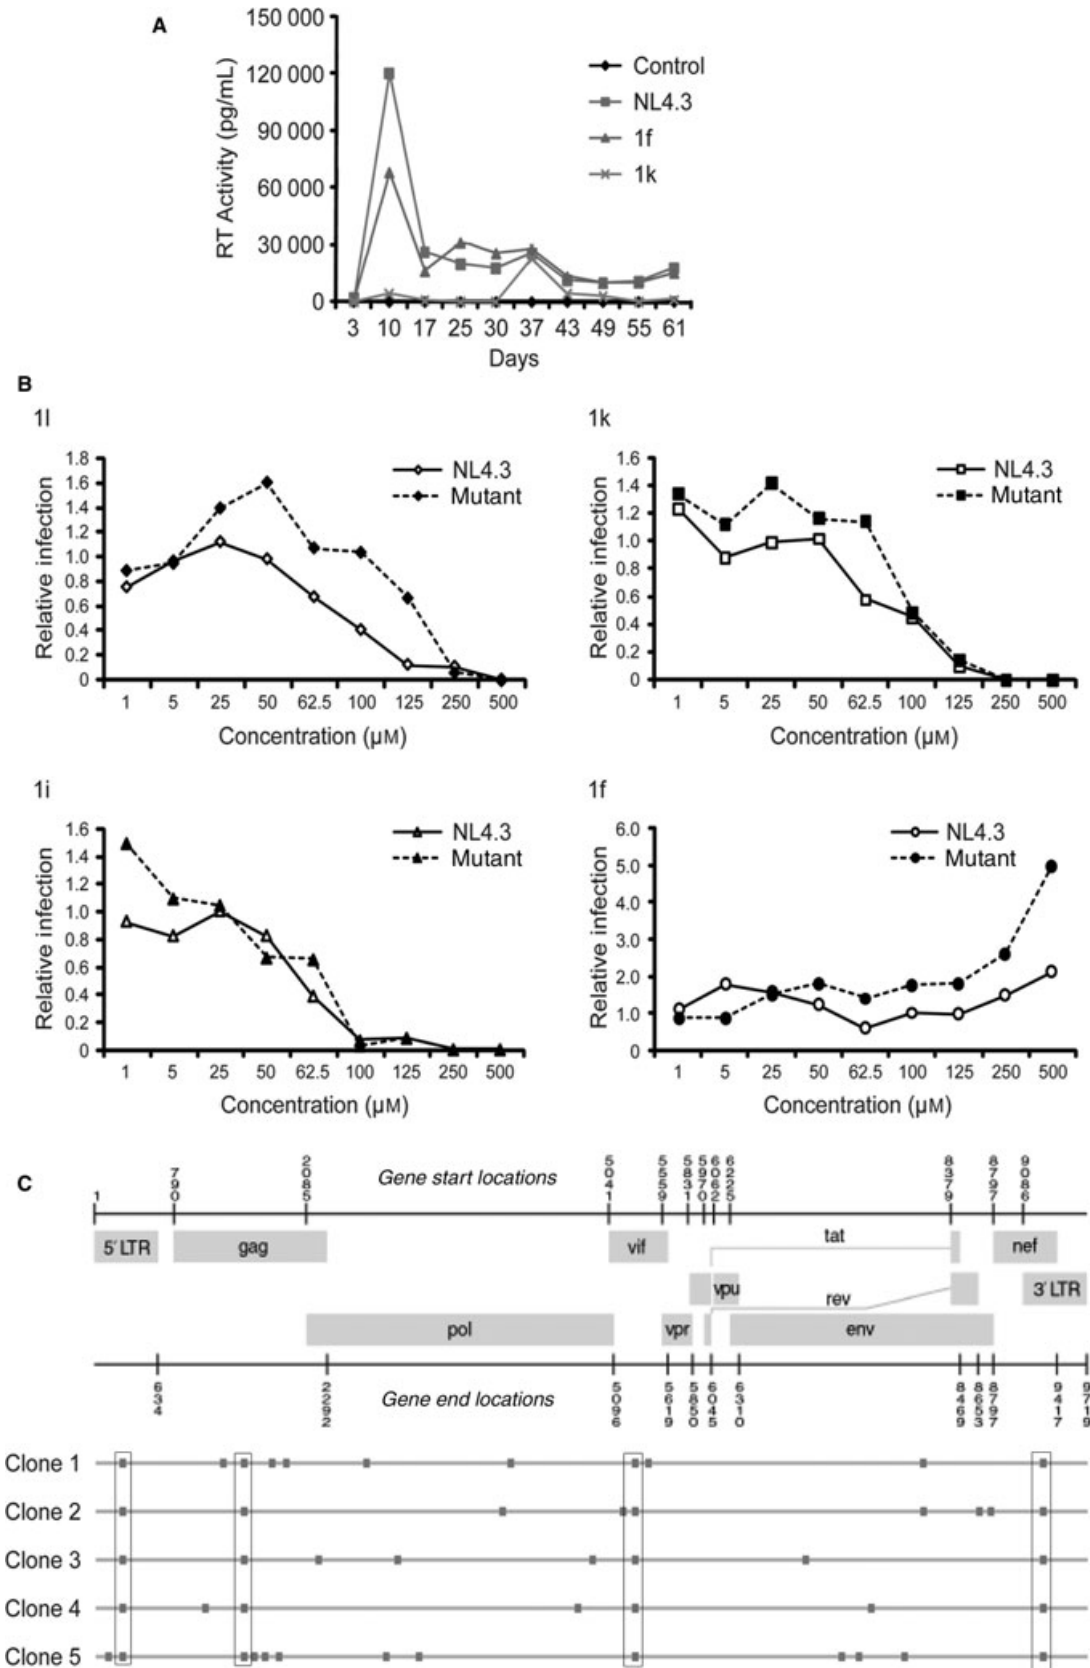 A
150 000
120 000
90 000
60 000
30 000
0
RT Activity (pg/mL)
Control
NL4.3
1f
1k
3 10 17 25 30 37 43 49 55 61
Days
B
1l
1.8
1.6
1.4
1.2
1.0
0.8
0.6
0.4
0.2
0
Relative infection
NL4.3
Mutant
1 5 25 50 62.5 100 125 250 500
Concentration (µM)
1k
1.6
1.4
1.2
1.0
0.8
0.6
0.4
0.2
0
Relative infection
NL4.3
Mutant
1 5 25 50 62.5 100 125 250 500
Concentration (µM)
1i
1.6
1.4
1.2
1.0
0.8
0.6
0.4
0.2
0
Relative infection
NL4.3
Mutant
1 5 25 50 62.5 100 125 250 500
Concentration (µM)
1f
6.0
5.0
4.0
3.0
2.0
1.0
0
Relative infection
NL4.3
Mutant
1 5 25 50 62.5 100 125 250 500
Concentration (µM)
C
Gene start locations
1 790 2085 5041 5559 5831 5970 6062 6225 8379 8797 9086
5′ LTR gag vif tat nef
vpu rev 3′ LTR
pol vpr env
Gene end locations
634 2292 5096 5619 5850 6045 6310 8469 8653 8797 9417 9719
Clone 1
Clone 2
Clone 3
Clone 4
Clone 5